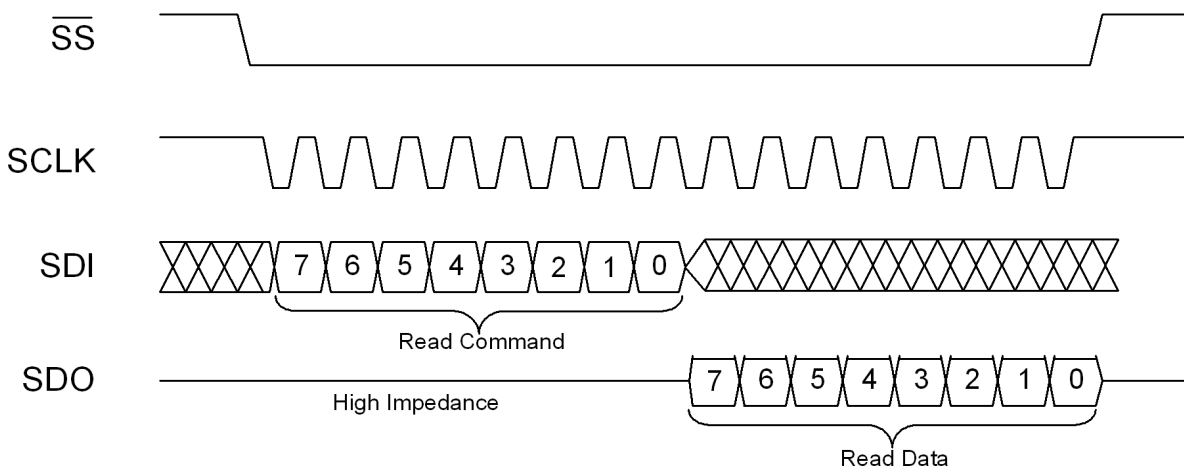 S̅S̅
SCLK
SDI
7 6 5 4 3 2 1 0
Read Command
SDO
High Impedance
7 6 5 4 3 2 1 0
Read Data